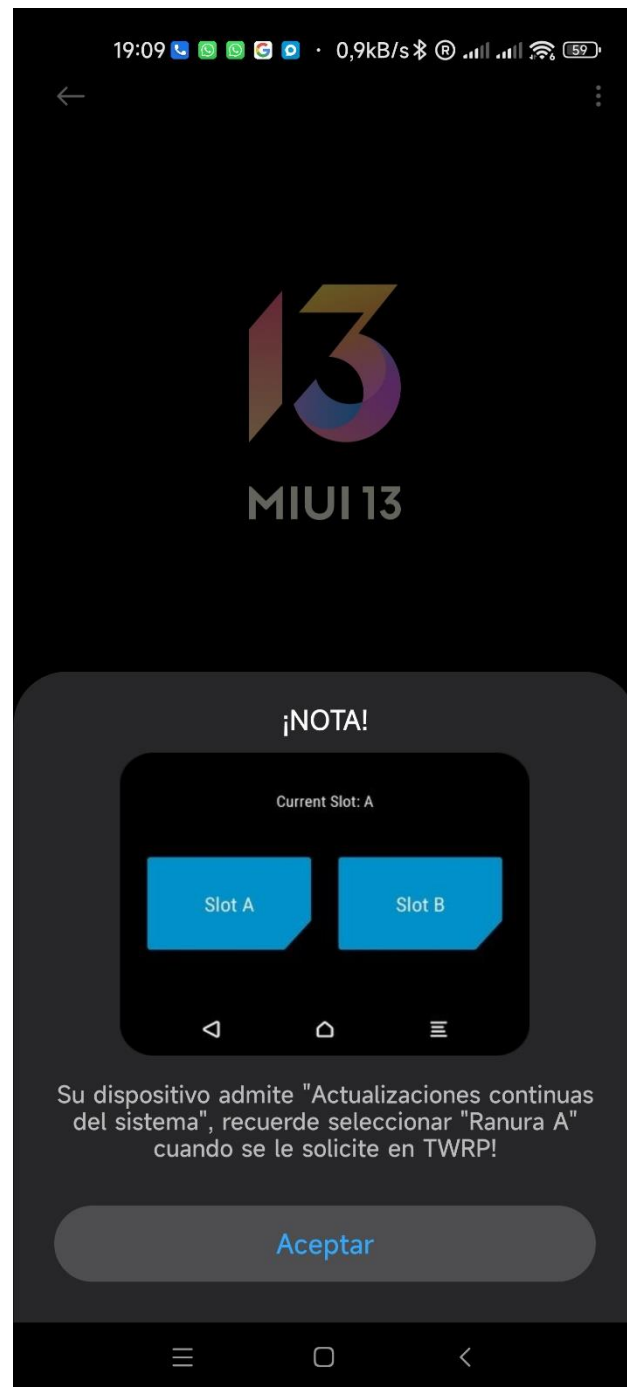 19:09 0,9kB/s 59
13
MIUI 13
¡NOTA!
Current Slot: A
Slot A Slot B
Su dispositivo admite "Actualizaciones continuas
del sistema", recuerde seleccionar "Ranura A"
cuando se le solicite en TWRP!
Aceptar